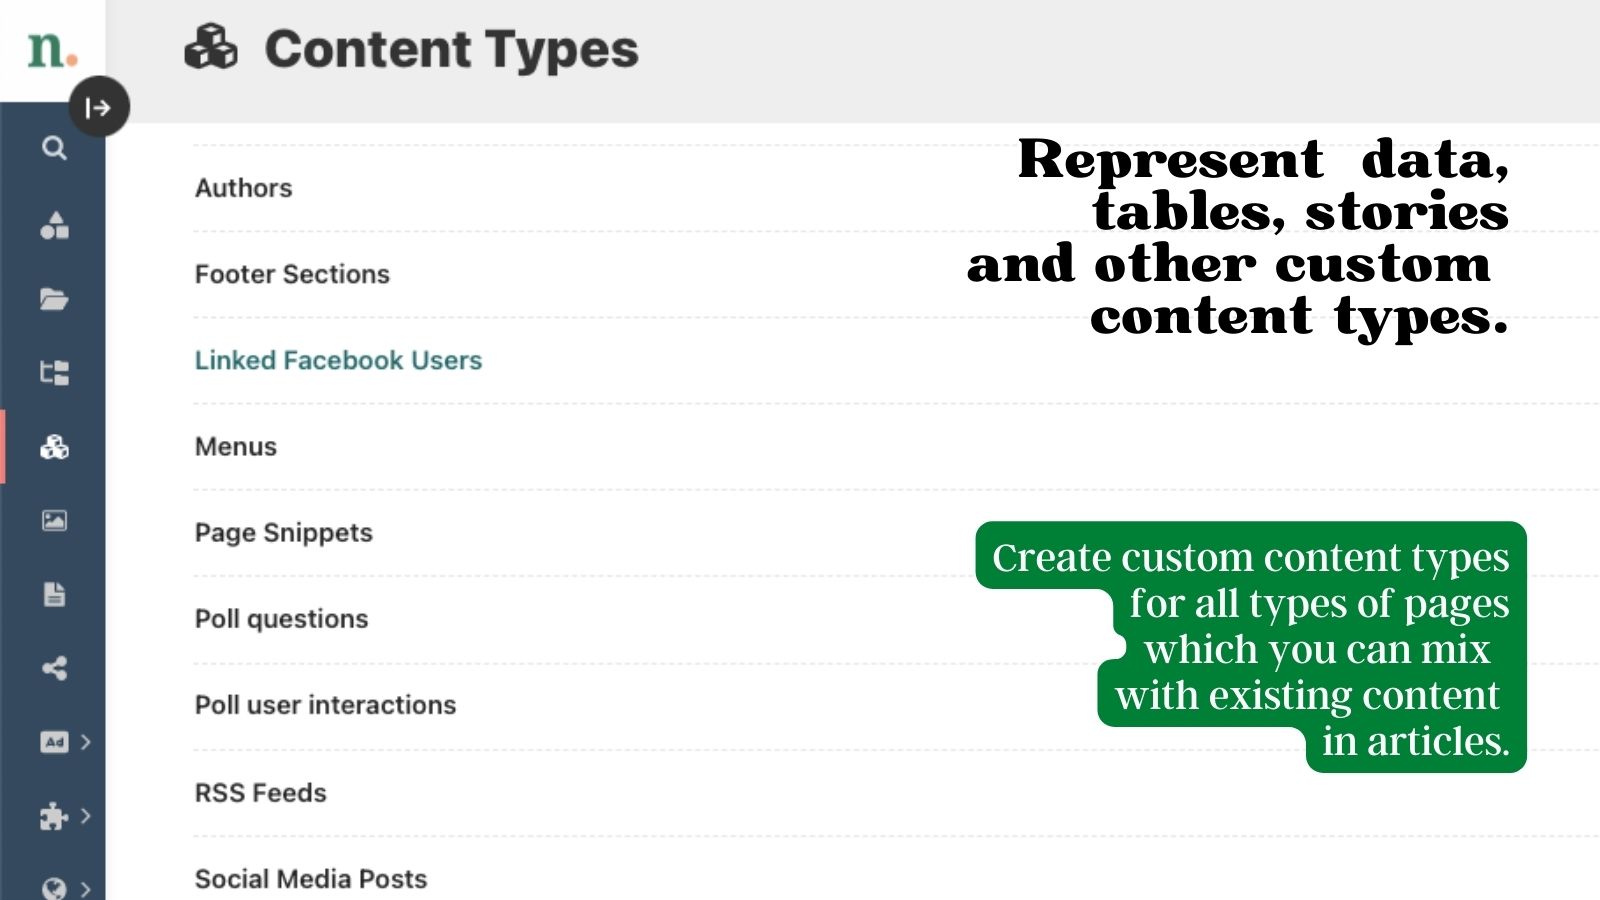 n.
Content Types
Authors
Footer Sections
Linked Facebook Users
Menus
Page Snippets
Poll questions
Poll user interactions
RSS Feeds
Social Media Posts
Ad
Represent data,
tables, stories
and other custom
content types.
Create custom content types
for all types of pages
which you can mix
with existing content
in articles.